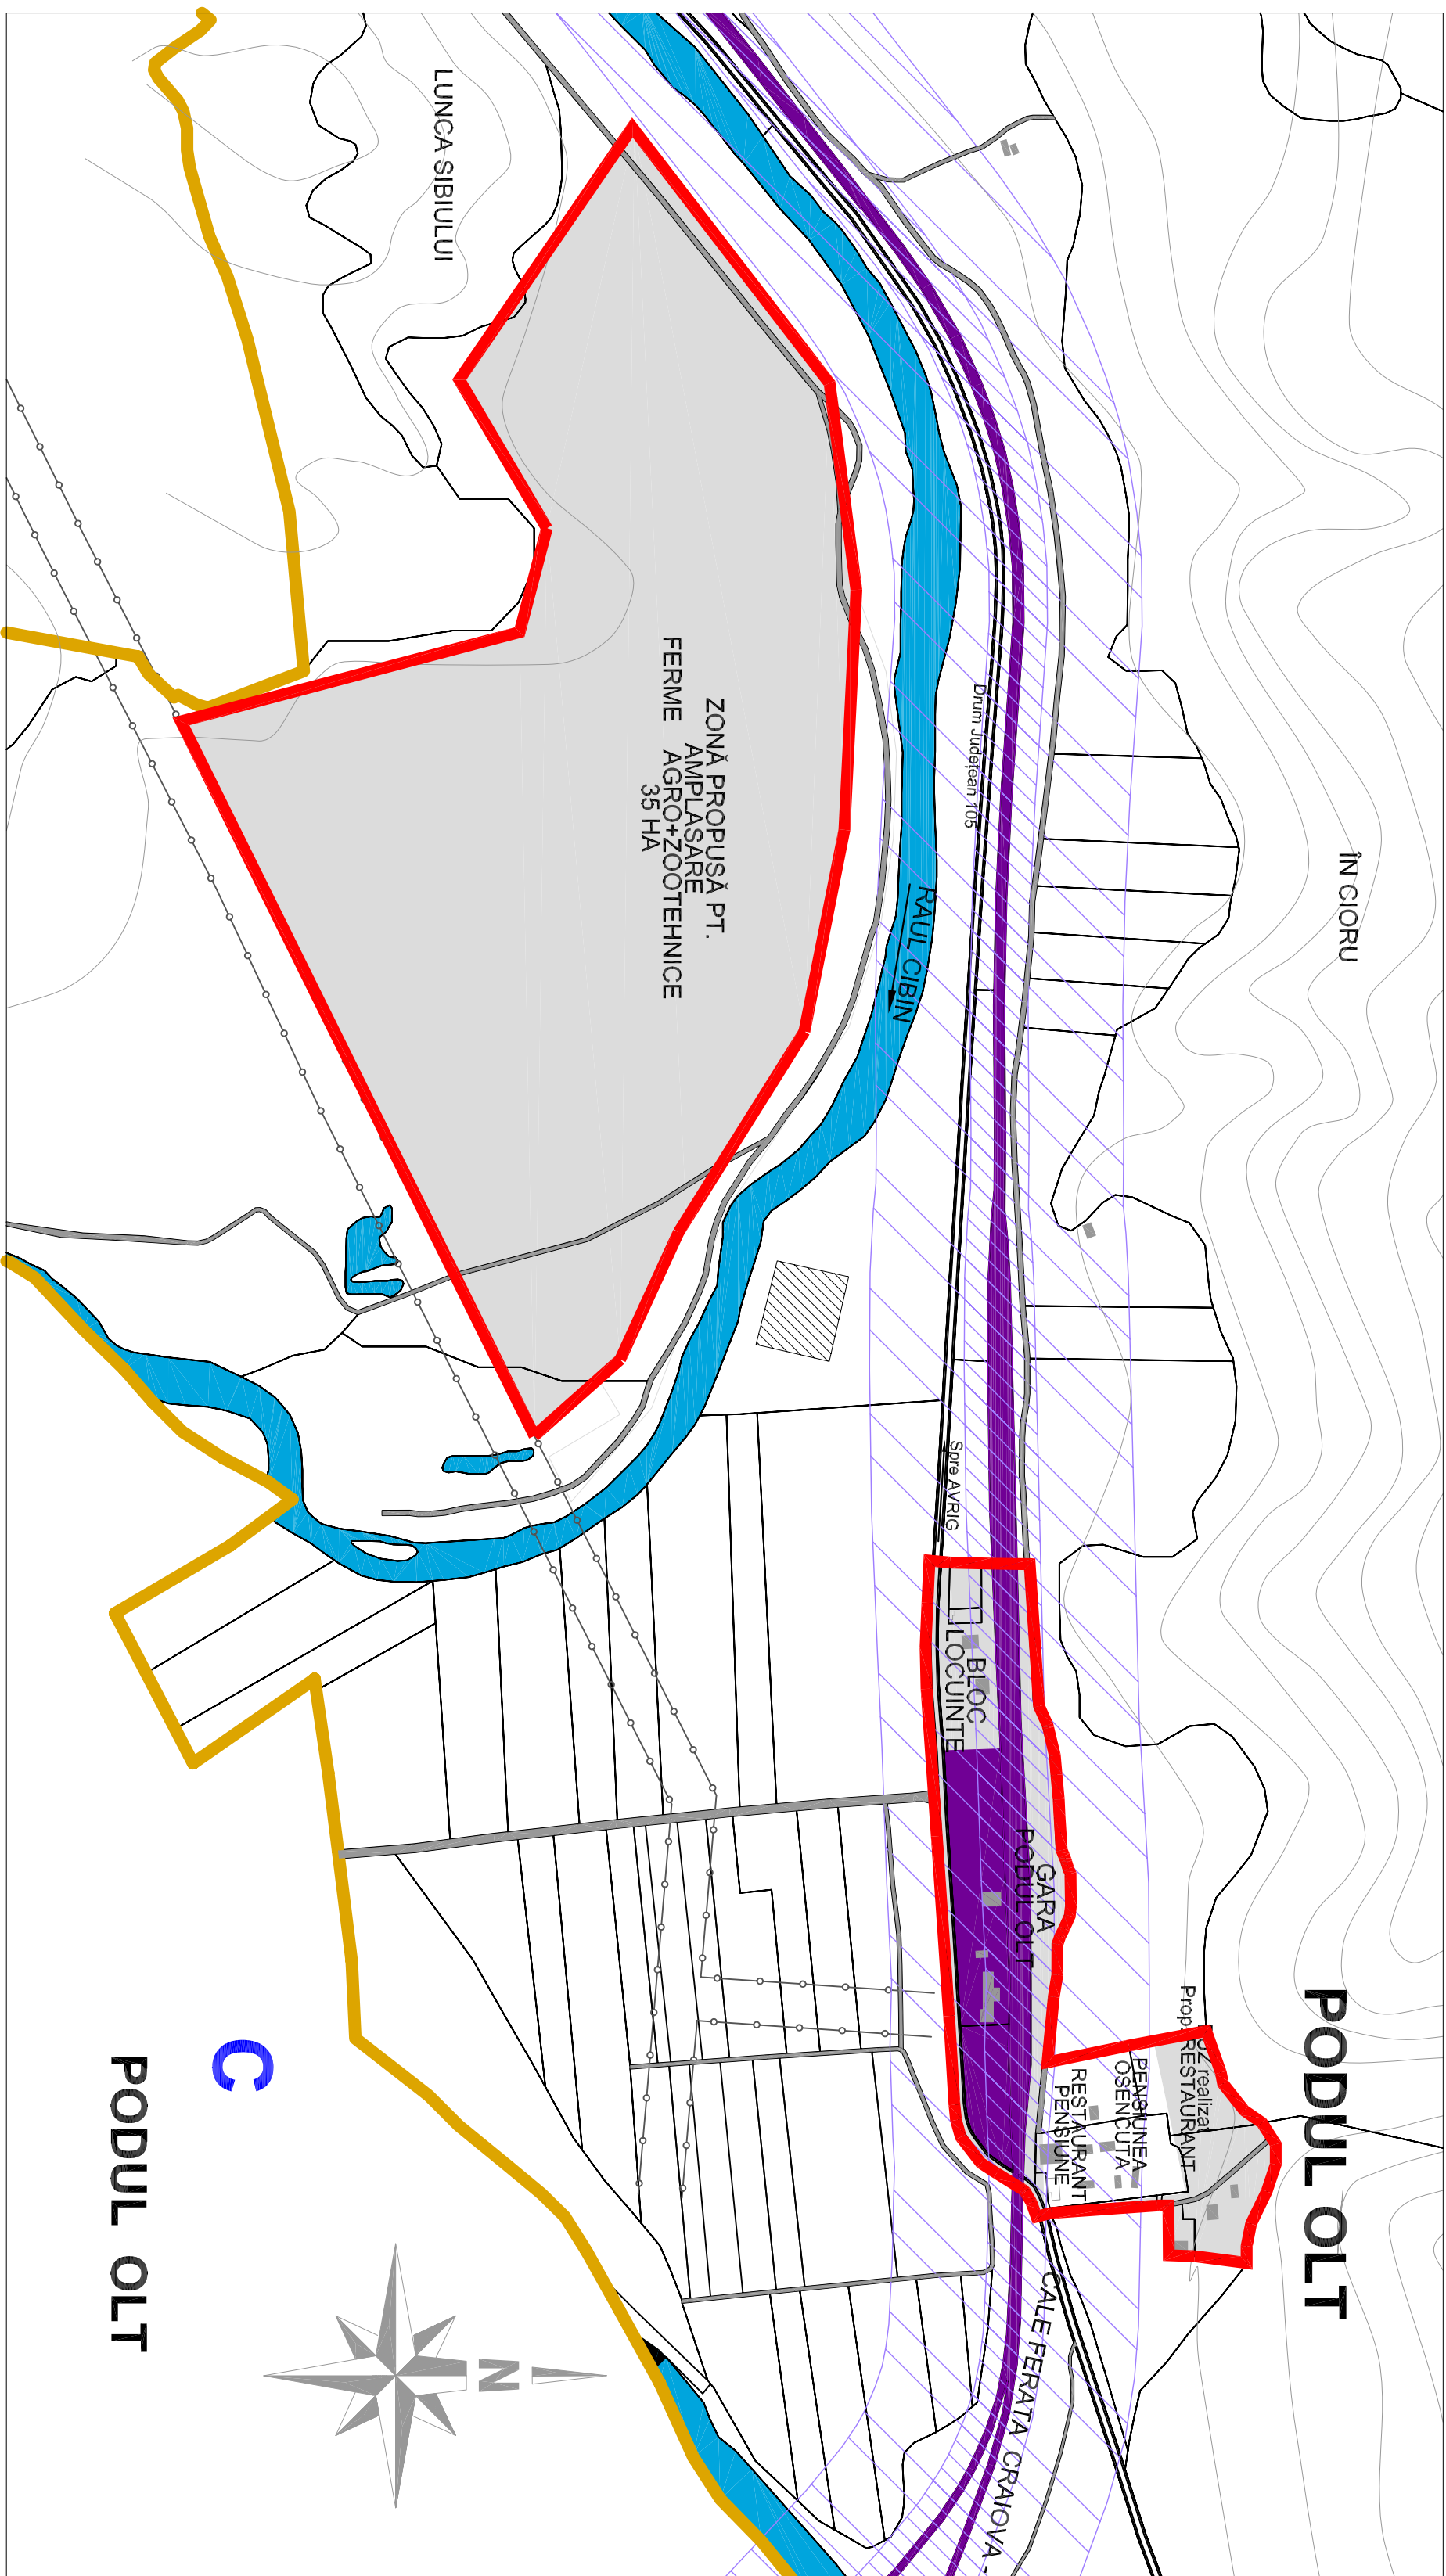 LUNCA SIBIULUI
ÎN CIORU
Drum Județean 105
ZONĂ PROPUSĂ PT.
AMPLASARE
FERME AGRO+ZOOTEHNICE
35 HA
RAUL CIBIN
Spre AVRIG
BLOC
LOCUINTE
GARA
PODUL OLT
Prop. RESTAURANT
realizat
PENSIUNEA
OSENCUTA
RESTAURANT
PENSIUNE
PODUL OLT
CALE FERATA CRAIOVA -
C
PODUL OLT
N